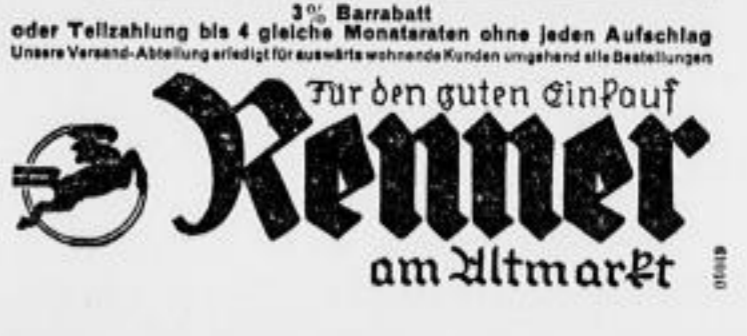 3% Barrabatt
oder Teilzahlung bis 4 gleiche Monatsraten ohne jeden Aufschlag
Unsere Versand-Abteilung erledigt für auswärts wohnende Kunden umgehend alle Bestellungen
Für den guten Einkauf
Renner
am Altmarkt